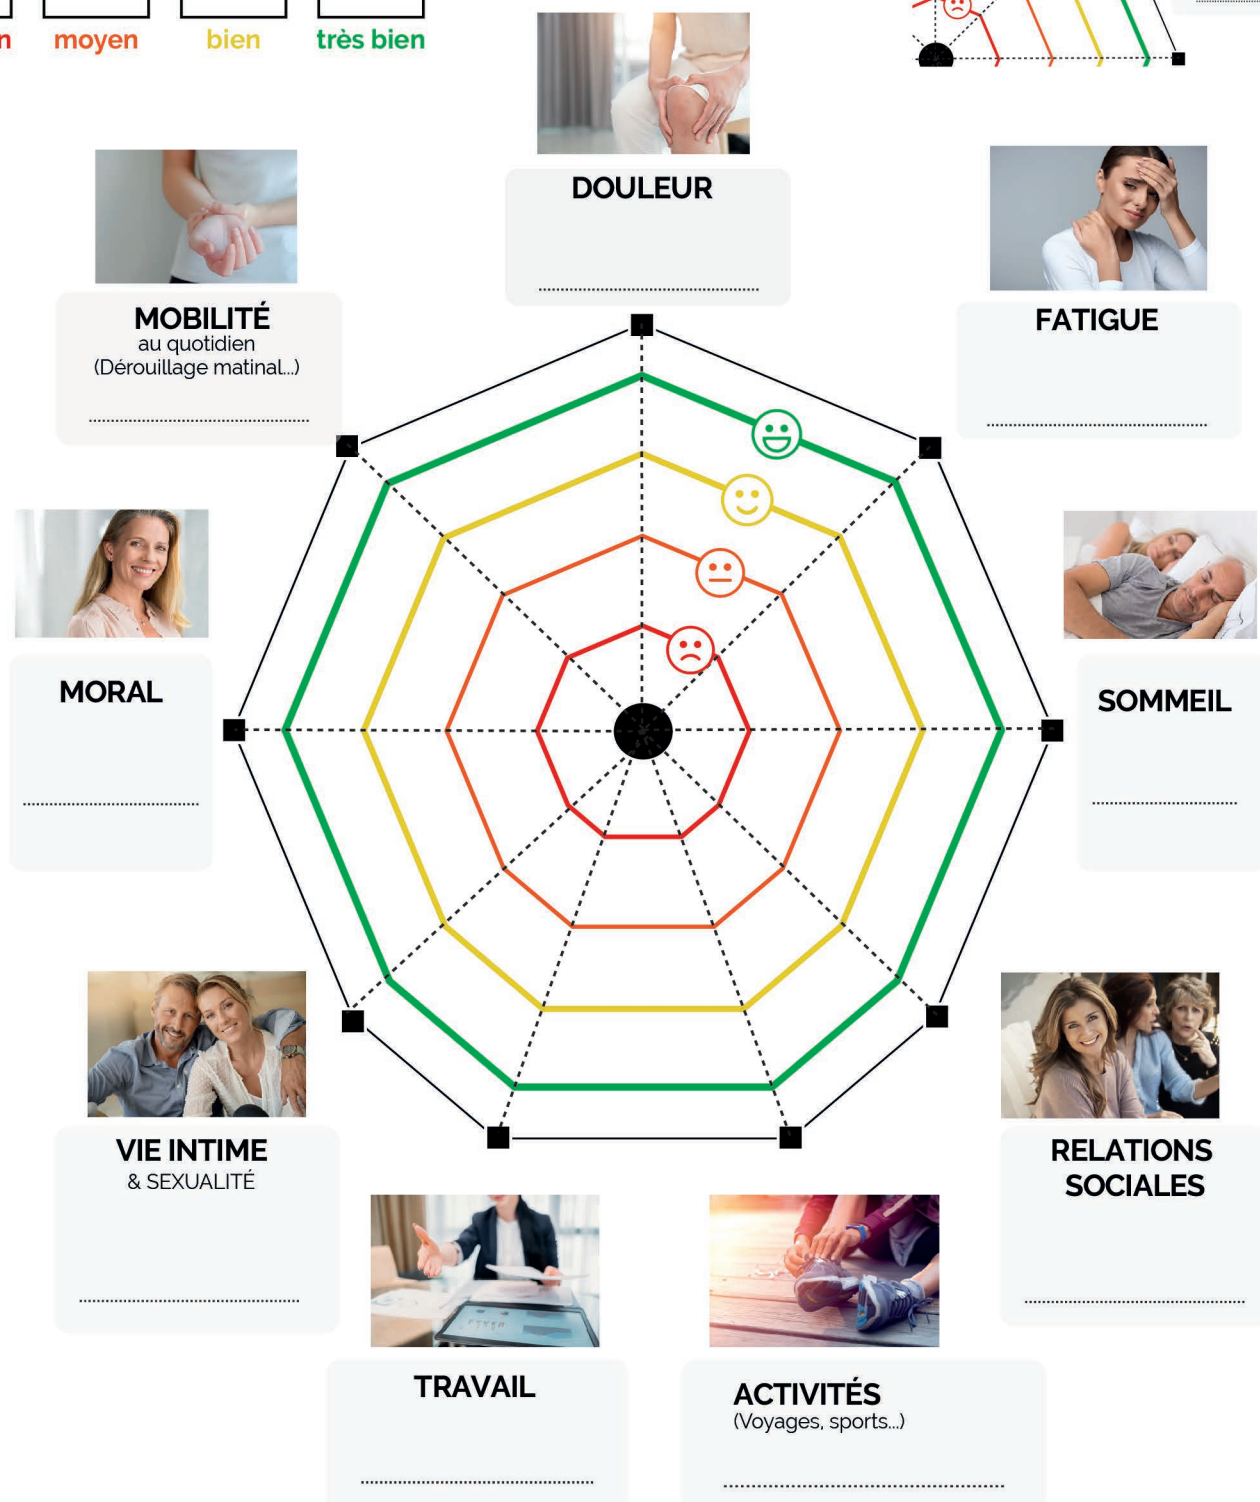 moyen
bien
très bien
DOULEUR
MOBILITÉ
au quotidien
(Dérouillage matinal...)
FATIGUE
MORAL
SOMMEIL
VIE INTIME
& SEXUALITÉ
RELATIONS
SOCIALES
TRAVAIL
ACTIVITÉS
(Voyages, sports...)